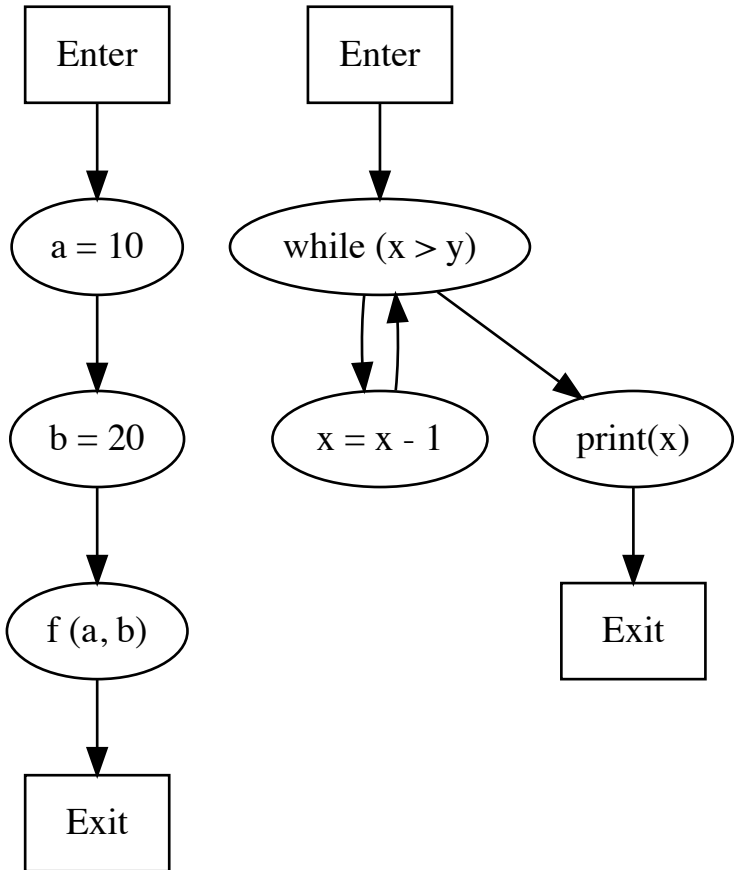 Enter
a = 10
b = 20
f (a, b)
Exit
Enter
while (x > y)
x = x - 1
print(x)
Exit